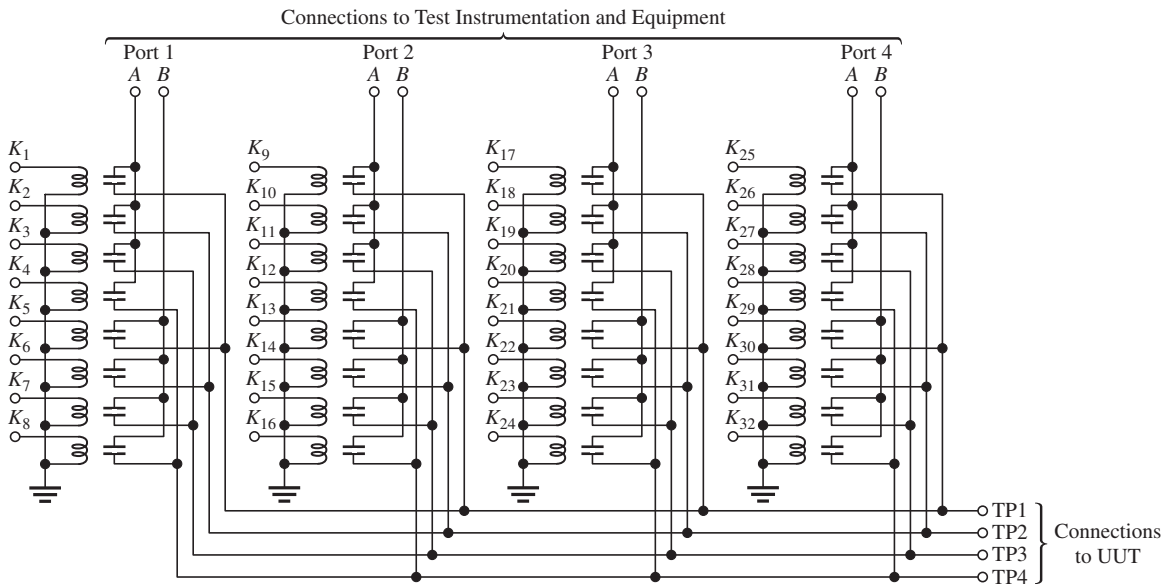 Connections to Test Instrumentation and Equipment
Port 1 Port 2 Port 3 Port 4
A B A B A B A B
K1 K9 K17 K25
K2 K10 K18 K26
K3 K11 K19 K27
K4 K12 K20 K28
K5 K13 K21 K29
K6 K14 K22 K30
K7 K15 K23 K31
K8 K16 K24 K32
TP1
TP2
TP3
TP4
Connections
to UUT